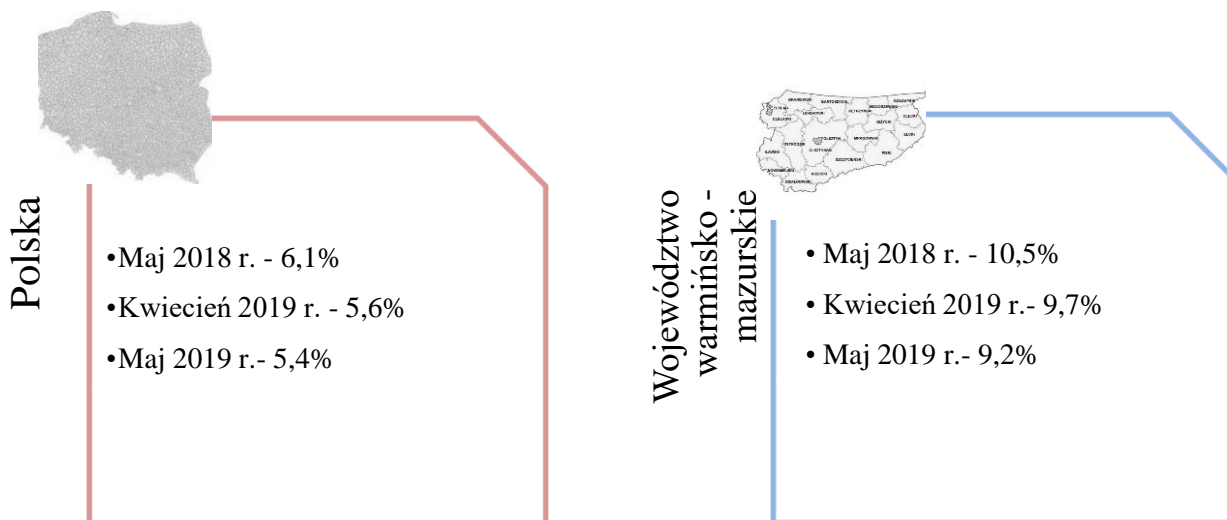 Polska
•Maj 2018 r. - 6,1%
•Kwiecień 2019 r. - 5,6%
•Maj 2019 r.- 5,4%
Województwo
warmińsko -
mazurskie
• Maj 2018 r. - 10,5%
• Kwiecień 2019 r.- 9,7%
• Maj 2019 r.- 9,2%